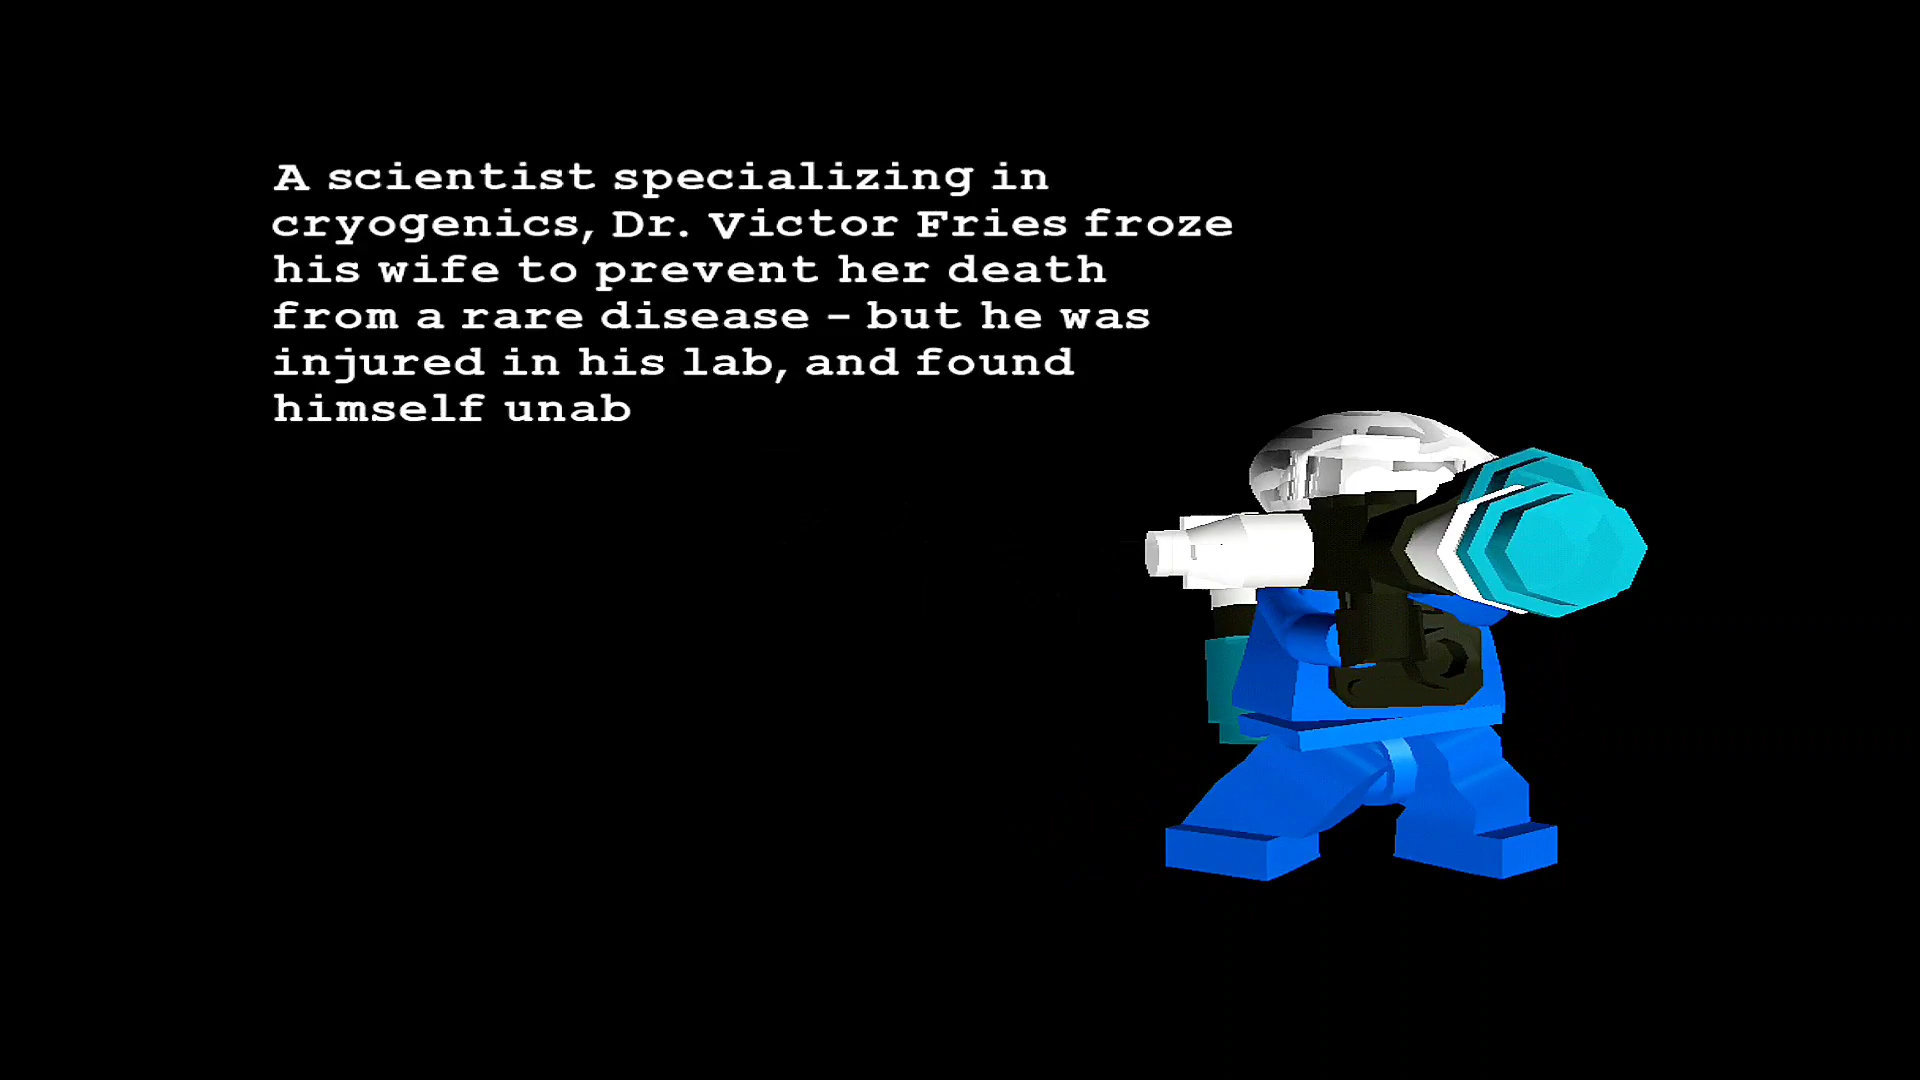 A scientist specializing in
cryogenics, Dr. Victor Fries froze
his wife to prevent her death
from a rare disease - but he was
injured in his lab, and found
himself unab